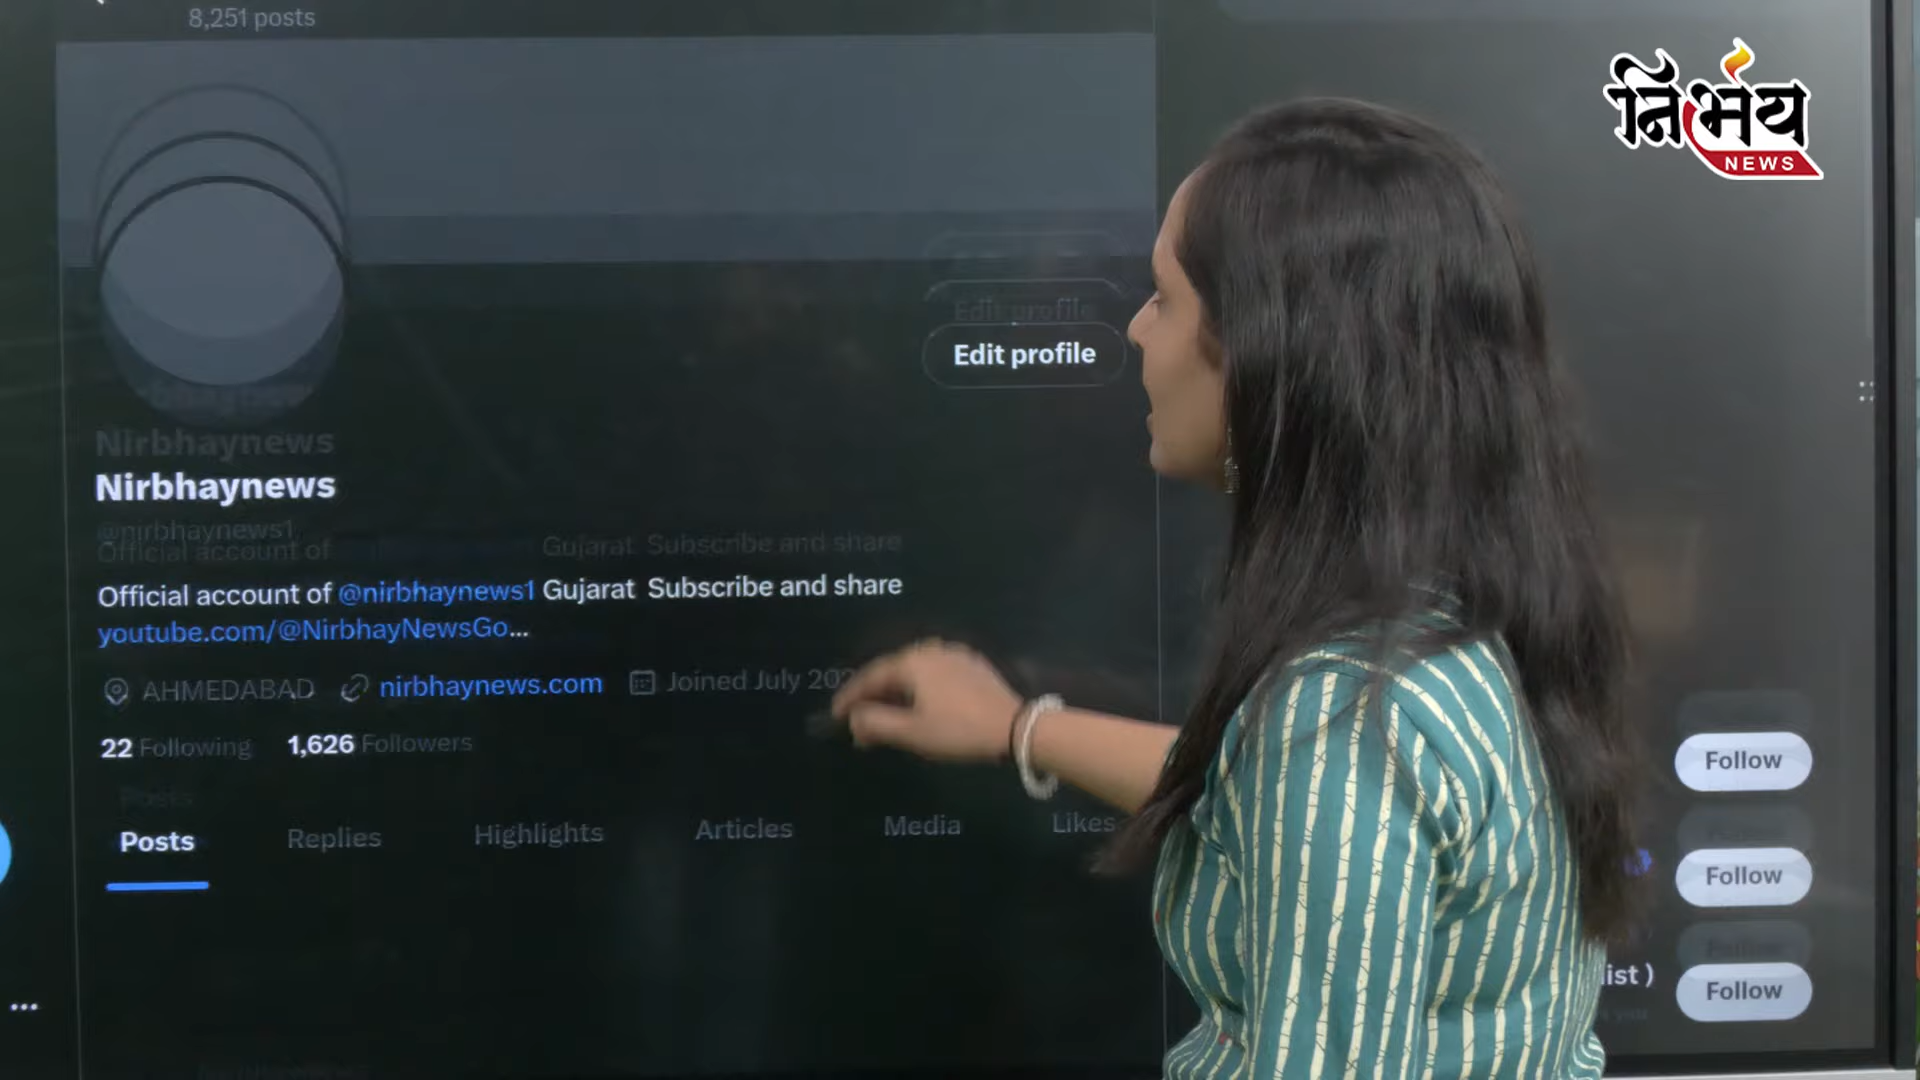 8,251 posts
निर्भय
NEWS
Edit profile
Nirbhaynews
@nirbhaynews1
Official account of @nirbhaynews1 Gujarat Subscribe and share
youtube.com/@NirbhayNewsGo...
AHMEDABAD nirbhaynews.com Joined July
22 Following 1,626 Followers
Posts Replies Highlights Articles Media Likes
Follow
Follow
ist )
Follow